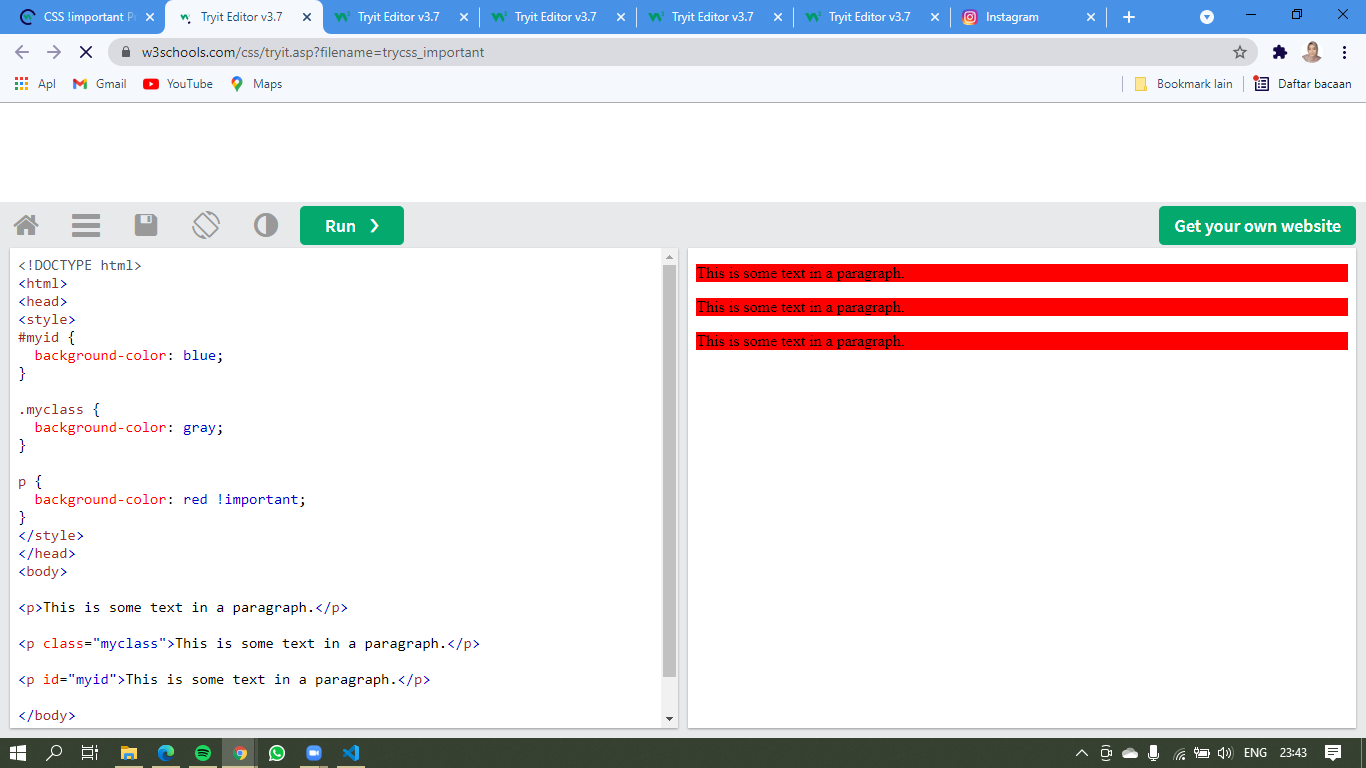 CSS !important P
Tryit Editor v3.7
Tryit Editor v3.7
Tryit Editor v3.7
Tryit Editor v3.7
Tryit Editor v3.7
Instagram
w3schools.com/css/tryit.asp?filename=trycss_important
Apl
Gmail
YouTube
Maps
Bookmark lain
Daftar bacaan
Run ❯
Get your own website
<!DOCTYPE html>
<html>
<head>
<style>
#myid {
  background-color: blue;
}
.myclass {
  background-color: gray;
}
p {
  background-color: red !important;
}
</style>
</head>
<body>
<p>This is some text in a paragraph.</p>
<p class="myclass">This is some text in a paragraph.</p>
<p id="myid">This is some text in a paragraph.</p>
</body>
This is some text in a paragraph.
This is some text in a paragraph.
This is some text in a paragraph.
ENG
23:43